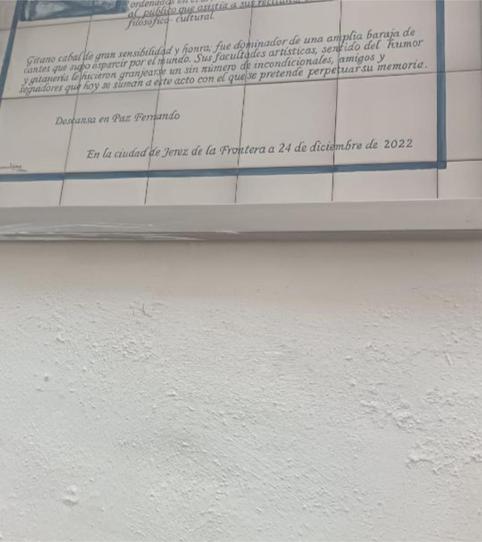 ordenadas en el
al público que asistía a sus
filosófico-cultural.
Gitano cabal de gran sensibilidad y honra, fue dominador de una amplia baraja de
cantes que supo esparcir por el mundo. Sus facultades artísticas, sentido del humor
y gitanería le hicieron granjearse un sin número de incondicionales, amigos y
seguidores que hoy se suman a este acto con el que se pretende perpetuar su memoria.
Descansa en Paz Fernando
En la ciudad de Jerez de la Frontera a 24 de diciembre de 2022